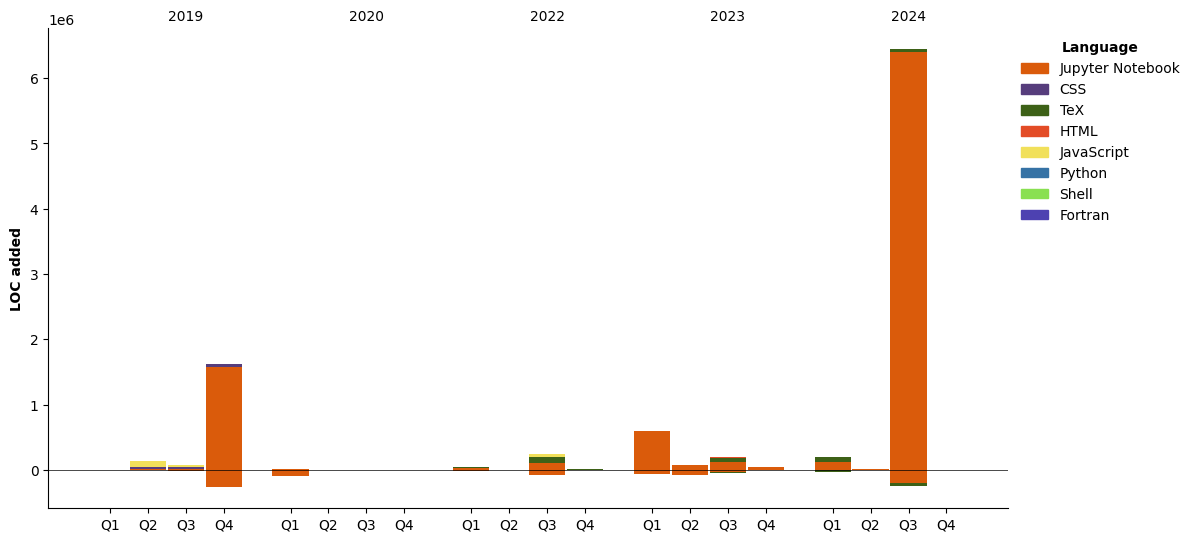 1e6
2019 2020 2022 2023 2024
Language
Jupyter Notebook
CSS
TeX
HTML
JavaScript
Python
Shell
Fortran
LOC added
6
5
4
3
2
1
0
Q1 Q2 Q3 Q4 Q1 Q2 Q3 Q4 Q1 Q2 Q3 Q4 Q1 Q2 Q3 Q4 Q1 Q2 Q3 Q4